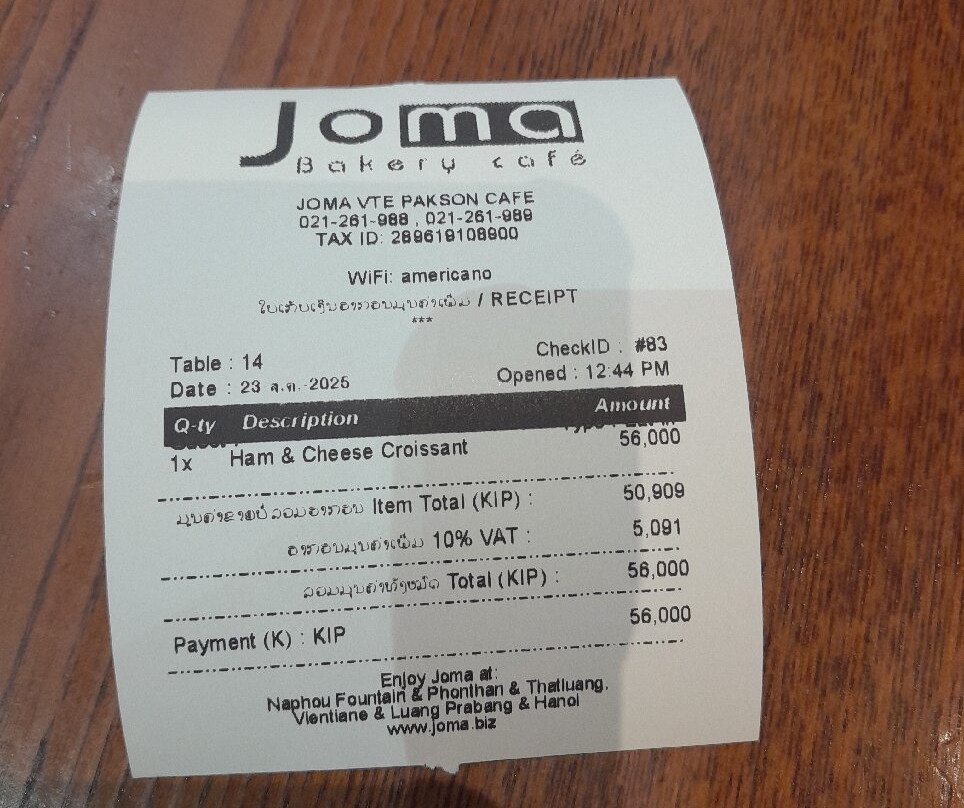 Joma
Bakery café
JOMA VTE PAKSON CAFE
021-261-988 , 021-261-989
TAX ID: 289619108900
WiFi: americano
ໃບເກັບເງິນອາກອນມູນຄ່າເພີ່ມ / RECEIPT
***
Table : 14 CheckID : #83
Date : 23 ส.ค.-2025 Opened : 12:44 PM
Q-ty Description Amount
1x Ham & Cheese Croissant 56,000
ມູນຄ່າຂາຍບໍ່ລວມອາກອນ Item Total (KIP) : 50,909
ອາກອນມູນຄ່າເພີ່ມ 10% VAT : 5,091
ລວມມູນຄ່າທັງໝົດ Total (KIP) : 56,000
Payment (K) : KIP 56,000
Enjoy Joma at:
Naphou Fountain & Phonthan & Thatluang.
Vientiane & Luang Prabang & Hanoi
www.joma.biz